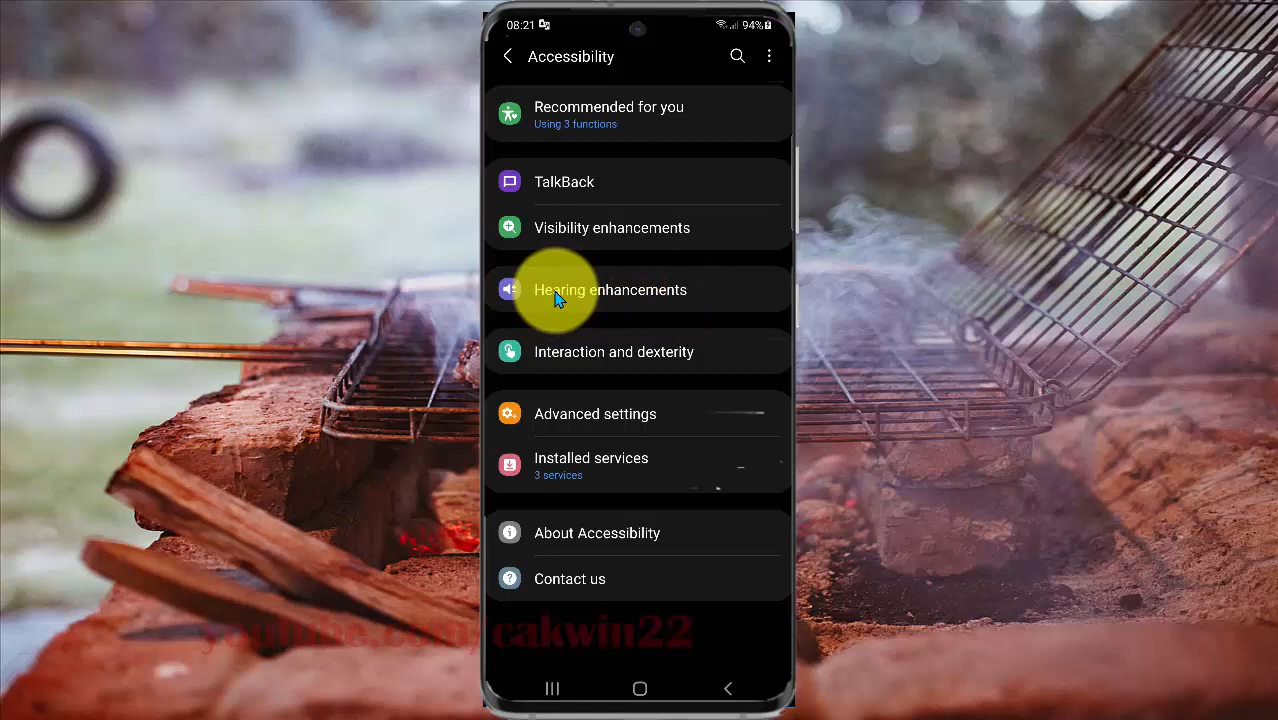 08:21
94%
Accessibility
Recommended for you
Using 3 functions
TalkBack
Visibility enhancements
Hearing enhancements
Interaction and dexterity
Advanced settings
Installed services
3 services
About Accessibility
Contact us
youtube.com/cakwin22